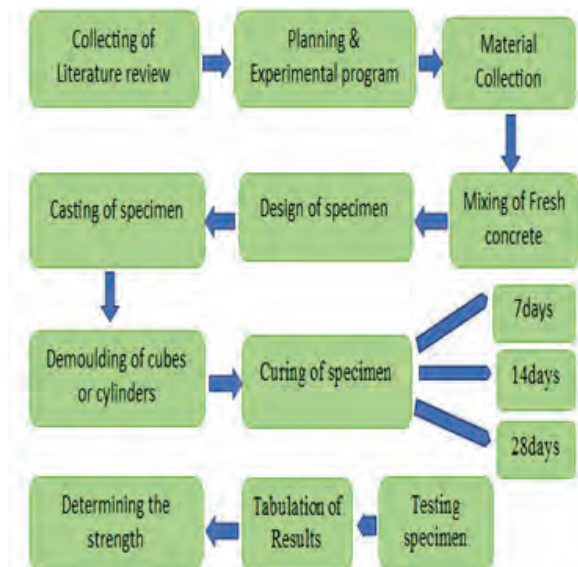 Collecting of
Literature review
Planning &
Experimental program
Material
Collection
Mixing of Fresh
concrete
Design of specimen
Casting of specimen
Demoulding of cubes
or cylinders
Curing of specimen
7days
14days
28days
Testing
specimen
Tabulation of
Results
Determining the
strength